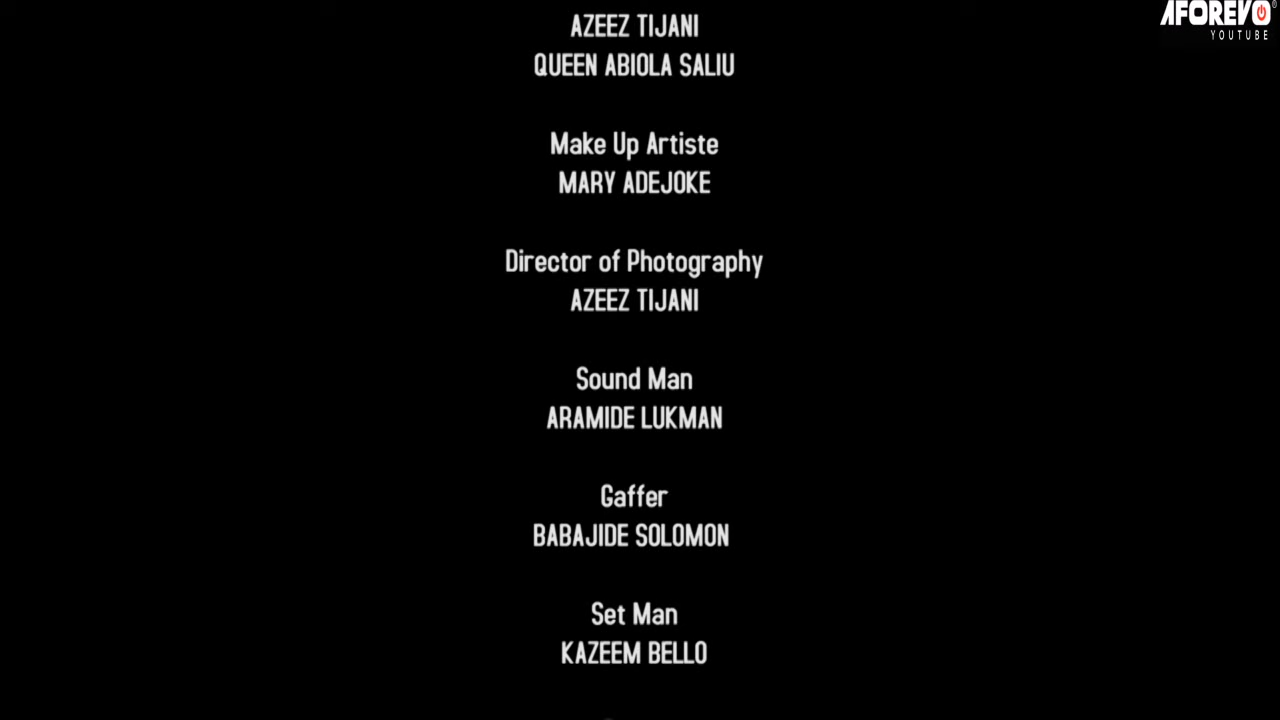 AFOREVO
YOUTUBE
AZEEZ TIJANI
QUEEN ABIOLA SALIU
Make Up Artiste
MARY ADEJOKE
Director of Photography
AZEEZ TIJANI
Sound Man
ARAMIDE LUKMAN
Gaffer
BABAJIDE SOLOMON
Set Man
KAZEEM BELLO